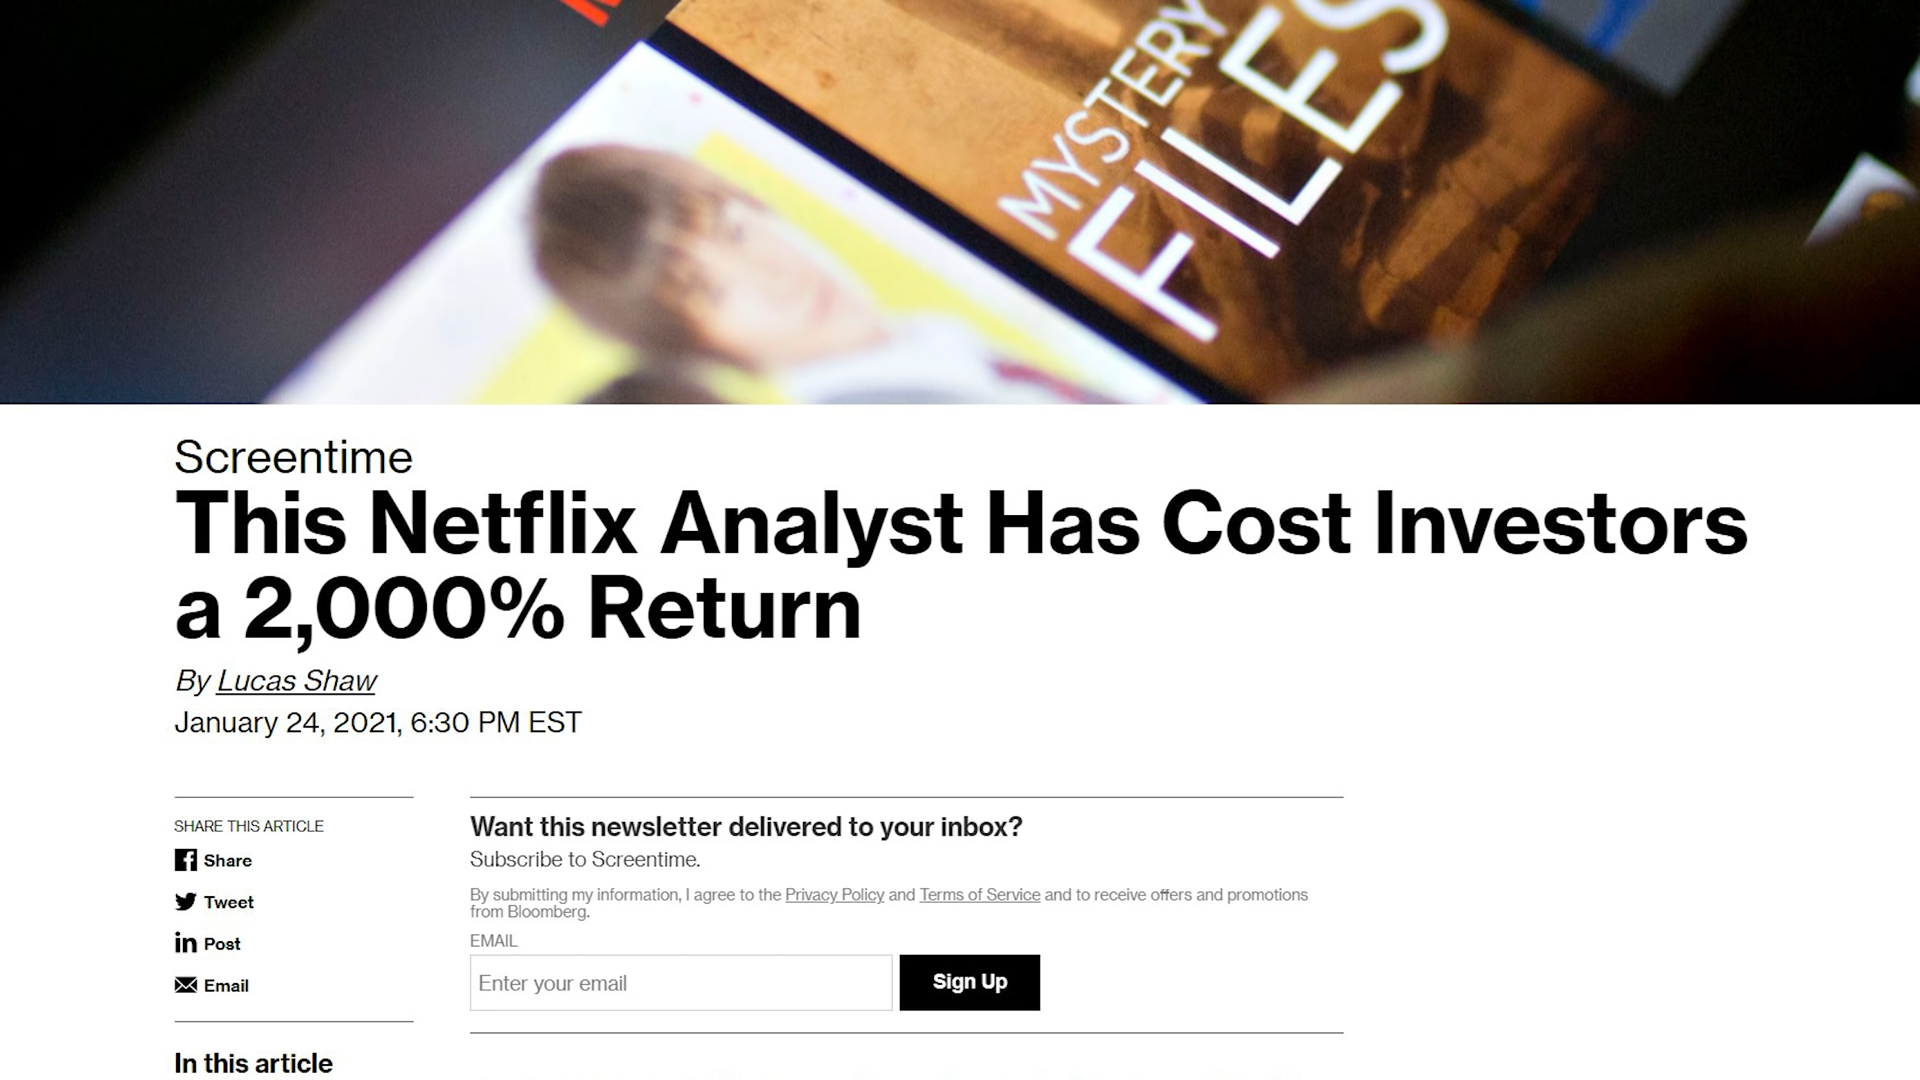 MYSTERY
FILES
Screentime
This Netflix Analyst Has Cost Investors
a 2,000% Return
By Lucas Shaw
January 24, 2021, 6:30 PM EST
SHARE THIS ARTICLE
Share
Tweet
in Post
Email
In this article
Want this newsletter delivered to your inbox?
Subscribe to Screentime.
By submitting my information, I agree to the Privacy Policy and Terms of Service and to receive offers and promotions
from Bloomberg.
EMAIL
Enter your email
Sign Up